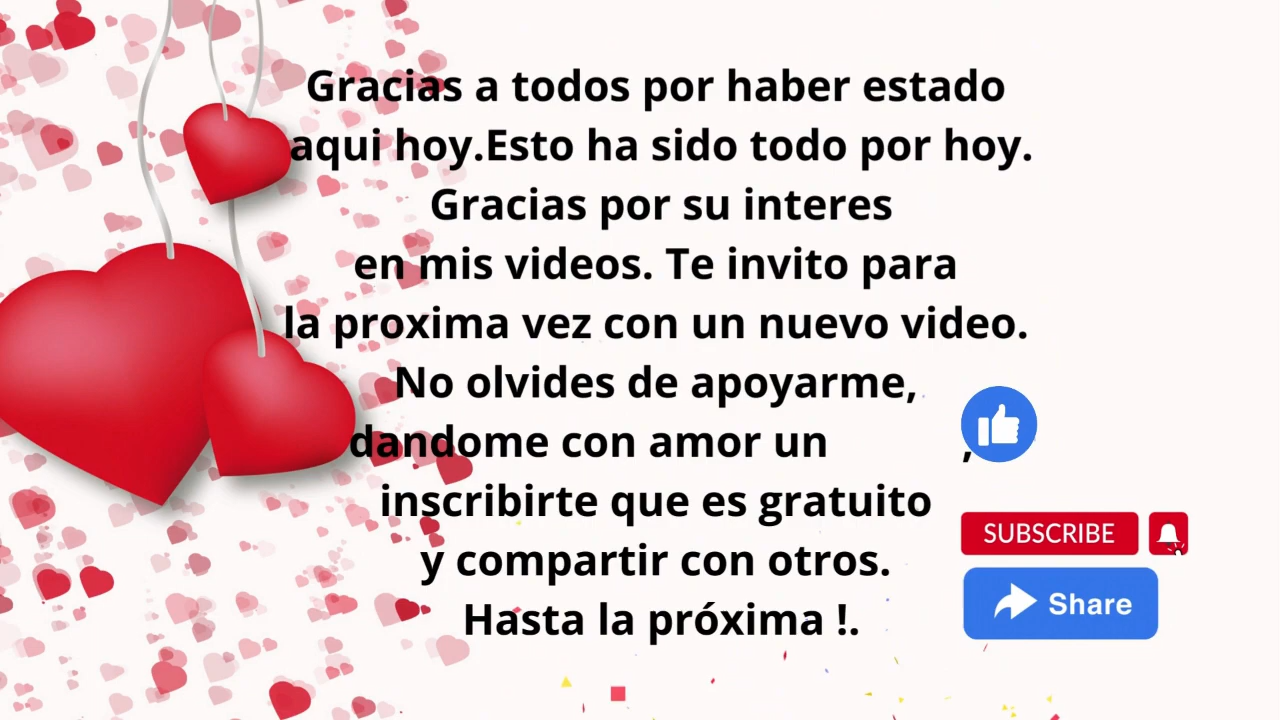 Gracias a todos por haber estado
aqui hoy.Esto ha sido todo por hoy.
Gracias por su interes
en mis videos. Te invito para
la proxima vez con un nuevo video.
No olvides de apoyarme,
dandome con amor un ,
inscribirte que es gratuito
y compartir con otros.
Hasta la próxima !.
SUBSCRIBE
Share